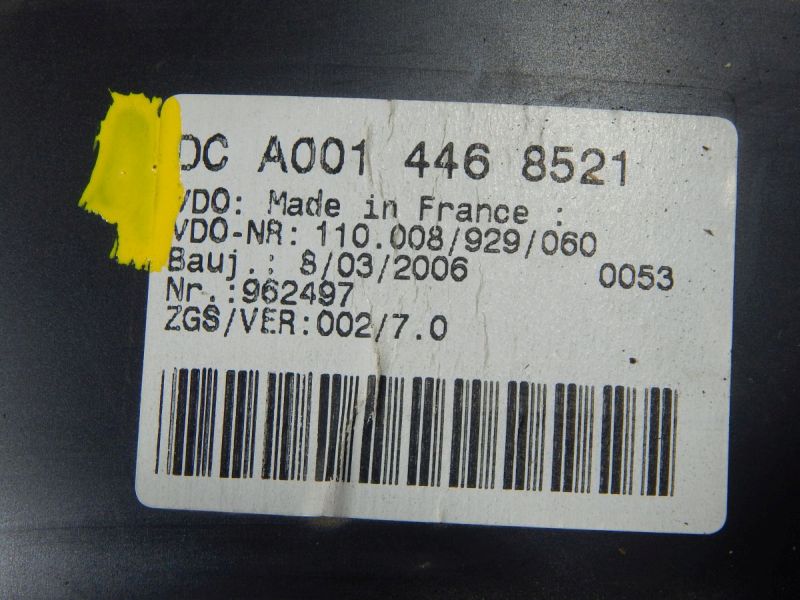 DC A001 446 8521
VDO: Made in France :
VDO-NR: 110.008/929/060
Bauj.: 8/03/2006 0053
Nr.:962497
ZGS/VER:002/7.0